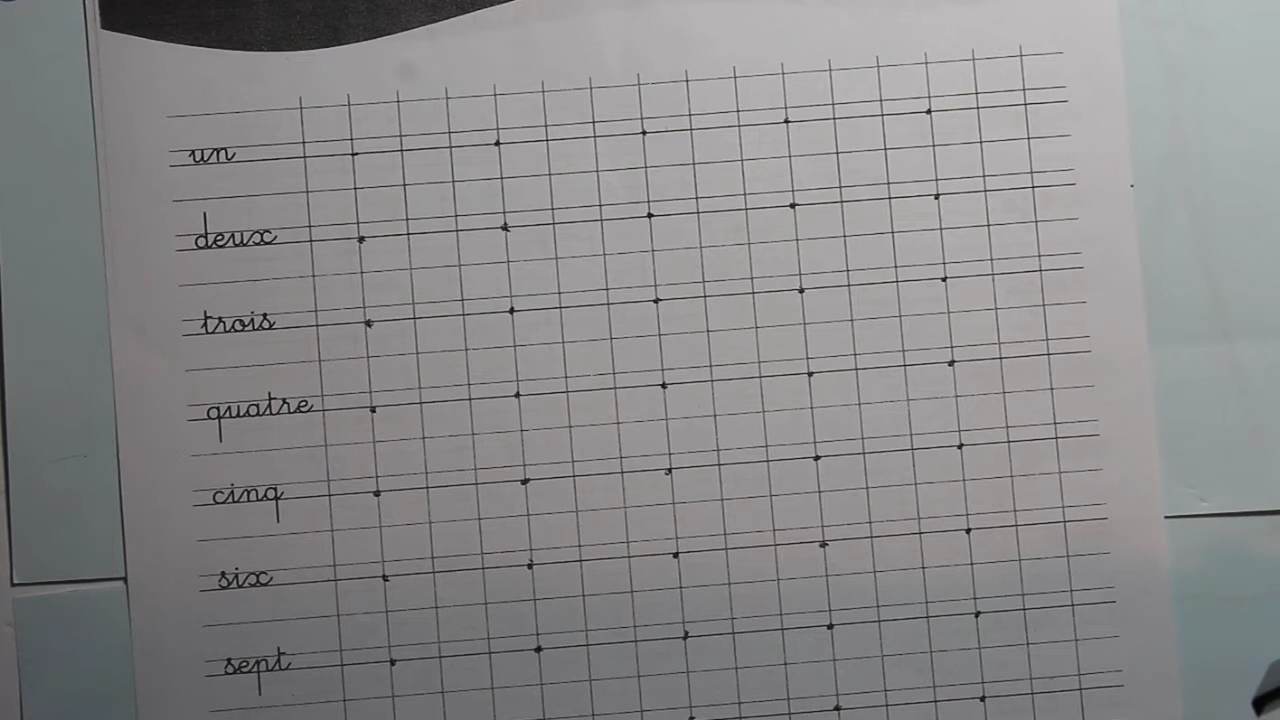 un
deux
trois
quatre
cinq
six
sept